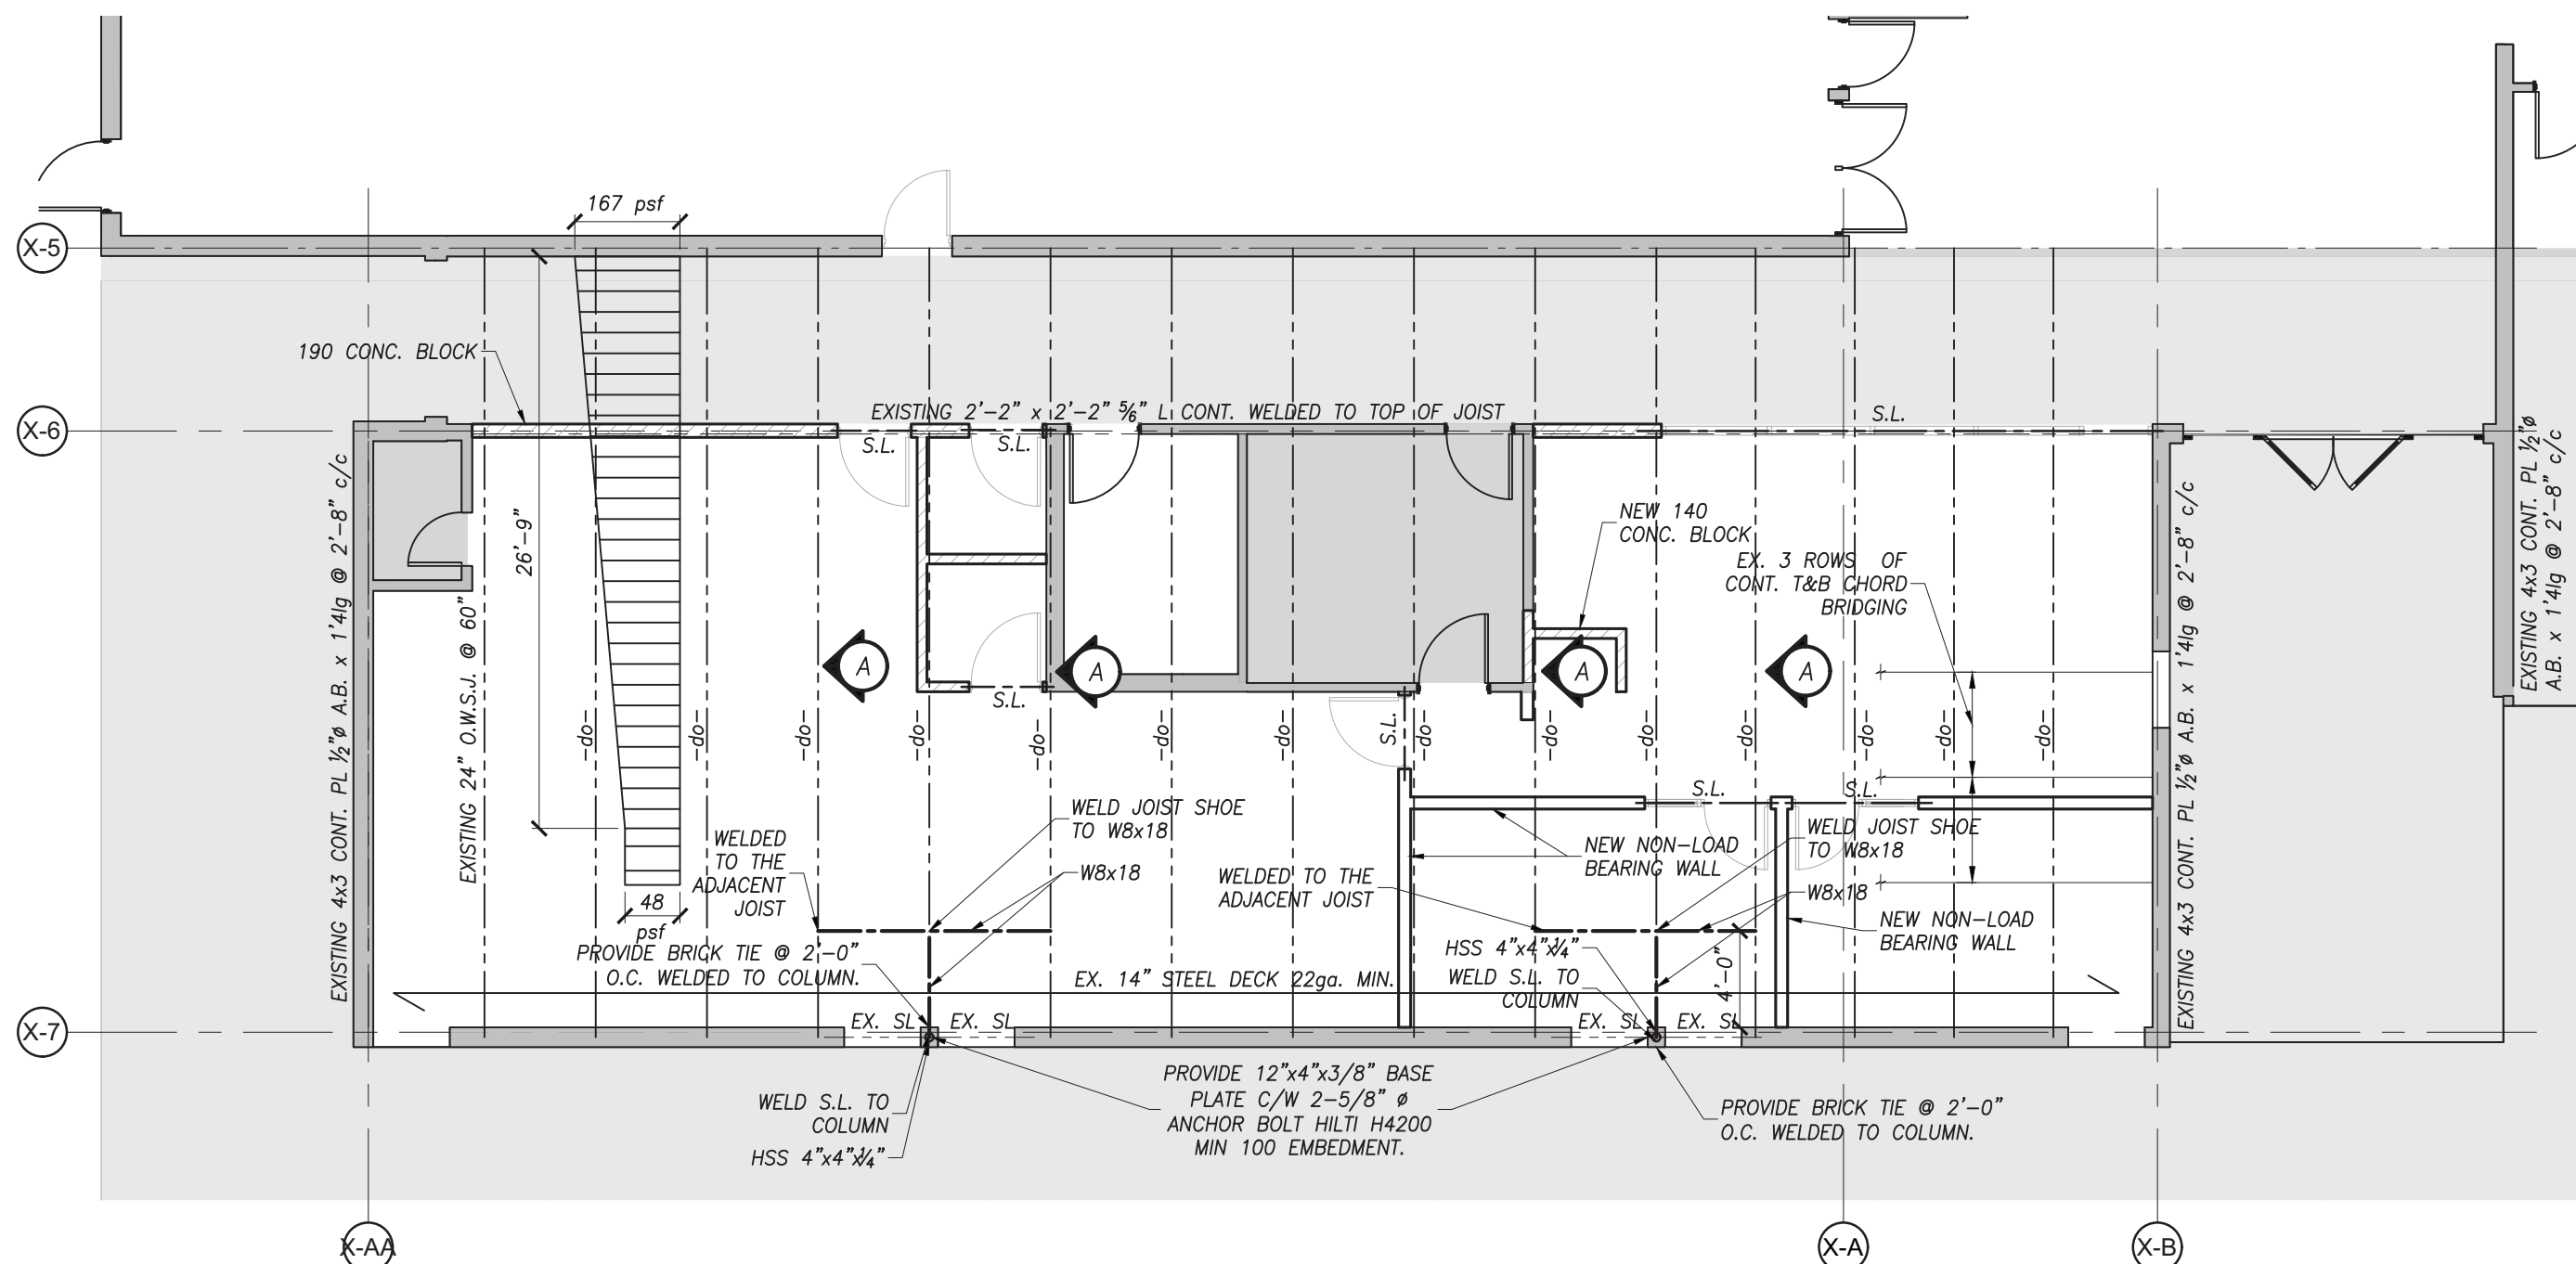 167 psf
X-5
190 CONC. BLOCK
EXISTING 2'-2" x 2'-2" 5/6" L CONT. WELDED TO TOP OF JOIST
S.L.
X-6
S.L.
S.L.
EXISTING 4x3 CONT. PL 1/2"ø A.B. x 1'4lg @ 2'-8" c/c
EXISTING 24" O.W.S.J. @ 60"
26'-9"
NEW 140
CONC. BLOCK
EX. 3 ROWS OF
CONT. T&B CHORD
BRIDGING
EXISTING 4x3 CONT. PL 1/2"ø A.B. x 1'4lg @ 2'-8" c/c
EXISTING 4x3 CONT. PL 1/2"ø
A.B. x 1'4lg @ 2'-8" c/c
A
A
A
A
S.L.
S.L.
-do-
-do-
-do-
-do-
-do-
-do-
-do-
-do-
-do-
-do-
-do-
-do-
-do-
-do-
S.L.
S.L.
WELDED
TO THE
ADJACENT
JOIST
WELD JOIST SHOE
TO W8x18
W8x18
NEW NON-LOAD
BEARING WALL
WELDED TO THE
ADJACENT JOIST
WELD JOIST SHOE
TO W8x18
W8x18
NEW NON-LOAD
BEARING WALL
48
psf
PROVIDE BRICK TIE @ 2'-0"
O.C. WELDED TO COLUMN.
EX. 14" STEEL DECK 22ga. MIN.
HSS 4"x4"x1/4"
WELD S.L. TO
COLUMN
4'-0"
X-7
EX. SL
EX. SL
EX. SL
EX. SL
WELD S.L. TO
COLUMN
HSS 4"x4"x1/4"
PROVIDE 12"x4"x3/8" BASE
PLATE C/W 2-5/8" ø
ANCHOR BOLT HILTI H4200
MIN 100 EMBEDMENT.
PROVIDE BRICK TIE @ 2'-0"
O.C. WELDED TO COLUMN.
X-AA
X-A
X-B